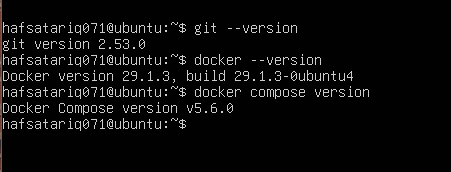 hafsatariq071@ubuntu:~$ git --version
git version 2.53.0
hafsatariq071@ubuntu:~$ docker --version
Docker version 29.1.3, build 29.1.3-0ubuntu4
hafsatariq071@ubuntu:~$ docker compose version
Docker Compose version v5.6.0
hafsatariq071@ubuntu:~$